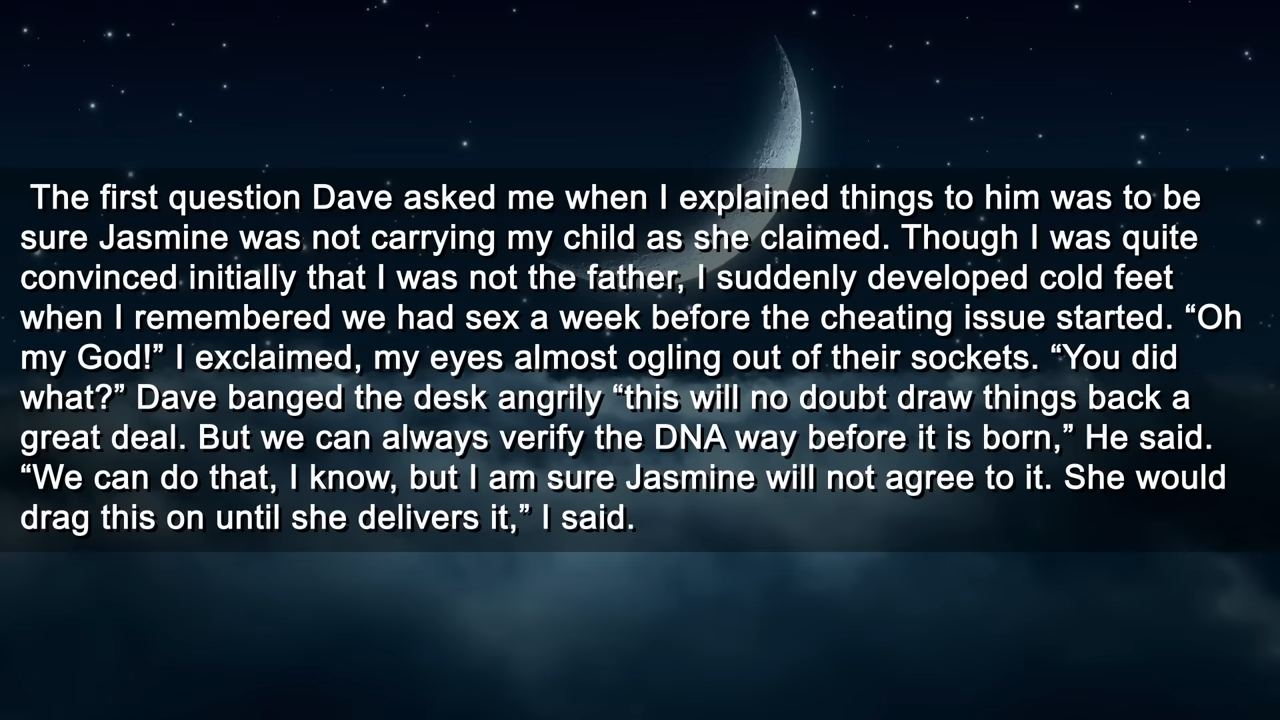 The first question Dave asked me when I explained things to him was to be
sure Jasmine was not carrying my child as she claimed. Though I was quite
convinced initially that I was not the father, I suddenly developed cold feet
when I remembered we had sex a week before the cheating issue started. “Oh
my God!” I exclaimed, my eyes almost ogling out of their sockets. “You did
what?” Dave banged the desk angrily “this will no doubt draw things back a
great deal. But we can always verify the DNA way before it is born,” He said.
“We can do that, I know, but I am sure Jasmine will not agree to it. She would
drag this on until she delivers it,” I said.